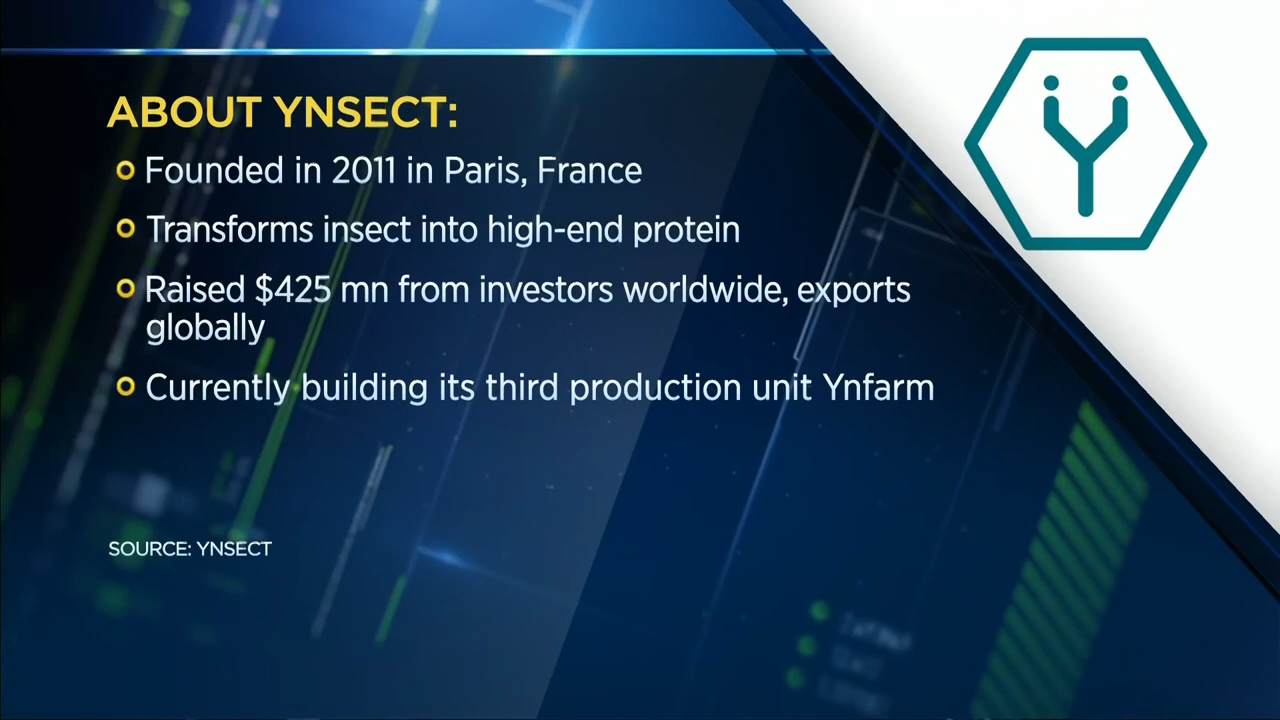 ABOUT YNSECT:
Founded in 2011 in Paris, France
Transforms insect into high-end protein
Raised $425 mn from investors worldwide, exports
globally
Currently building its third production unit Ynfarm
SOURCE: YNSECT